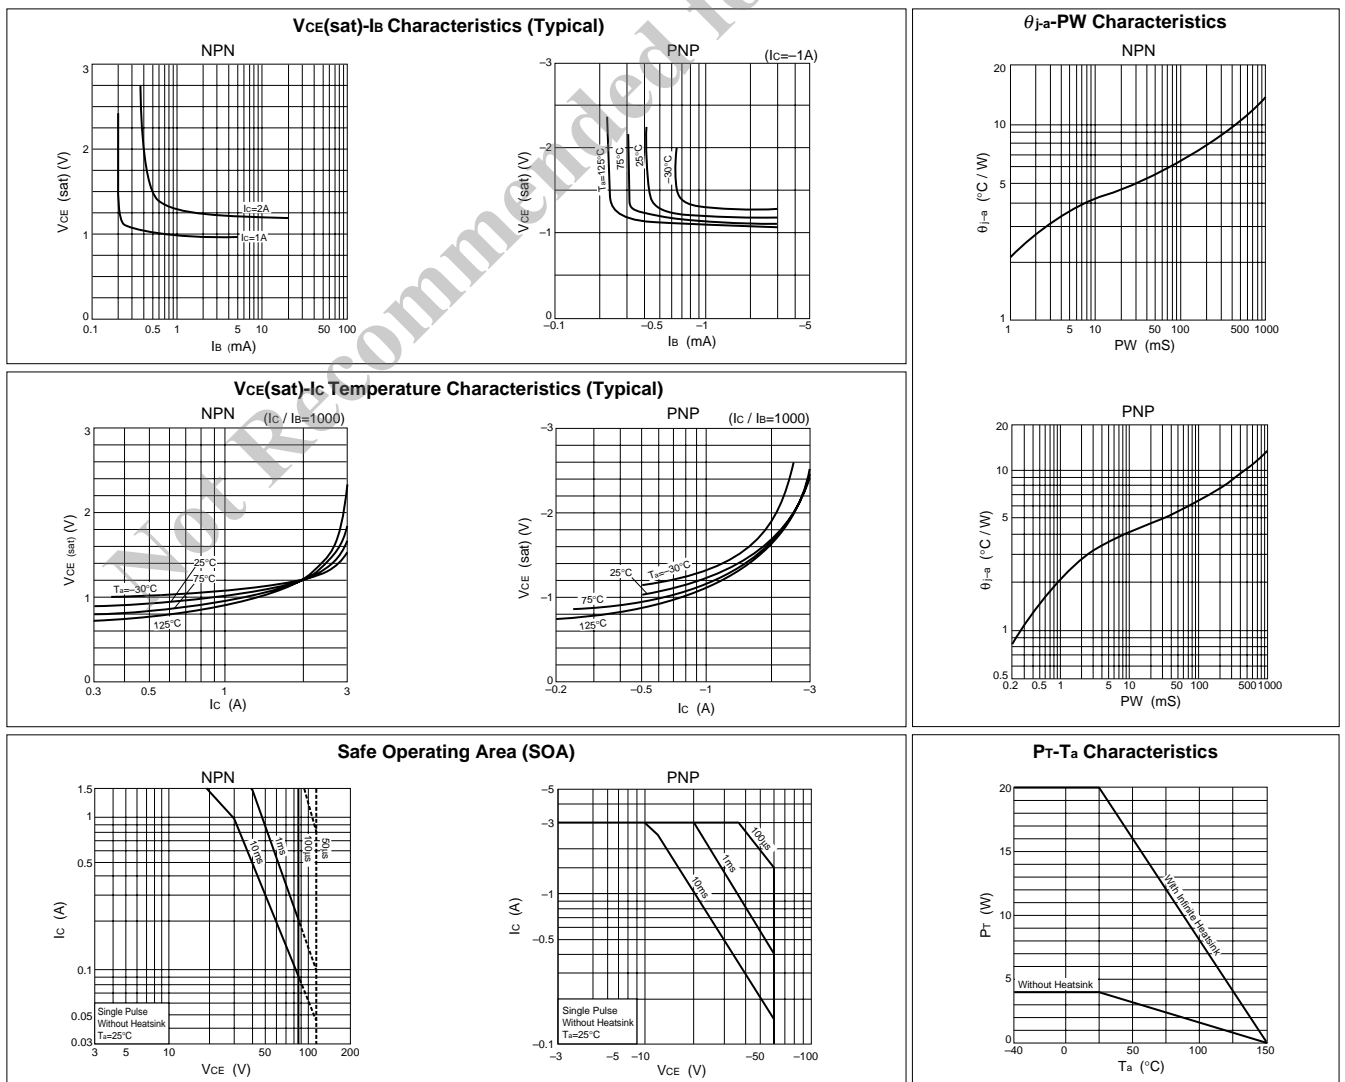 VCE(sat)-IB Characteristics (Typical)
NPN
3
2
1
0
VCE (sat) (V)
IC=2A
IC=1A
0.1 0.5 1 5 10 50 100
IB (mA)
PNP
(IC=–1A)
–3
–2
–1
0
VCE (sat) (V)
Ta=125°C
75°C
25°C
–30°C
–0.1 –0.5 –1 –5
IB (mA)
VCE(sat)-IC Temperature Characteristics (Typical)
NPN
(IC / IB=1000)
3
2
1
0
VCE (sat) (V)
Ta=–30°C
25°C
75°C
125°C
0.3 0.5 1 3
IC (A)
PNP
(IC / IB=1000)
–3
–2
–1
0
VCE (sat) (V)
25°C
Ta=–30°C
75°C
125°C
–0.2 –0.5 –1 –3
IC (A)
Safe Operating Area (SOA)
NPN
1.5
1
0.5
0.1
0.05
0.03
IC (A)
10ms
1ms
100µs
50µs
Single Pulse
Without Heatsink
Ta=25°C
3 5 10 50 100 200
VCE (V)
PNP
–5
–3
–1
–0.5
–0.1
IC (A)
100µs
1ms
10ms
Single Pulse
Without Heatsink
Ta=25°C
–3 –5 –10 –50 –100
VCE (V)
θj-a-PW Characteristics
NPN
20
10
5
1
θj–a (°C / W)
1 5 10 50 100 500 1000
PW (mS)
PNP
20
10
5
1
0.5
θj–a (°C / W)
0.2 0.5 1 5 10 50 100 500 1000
PW (mS)
PT-Ta Characteristics
20
15
10
5
0
PT (W)
With Infinite Heatsink
Without Heatsink
–40 0 50 100 150
Ta (°C)
Not Recommended fo